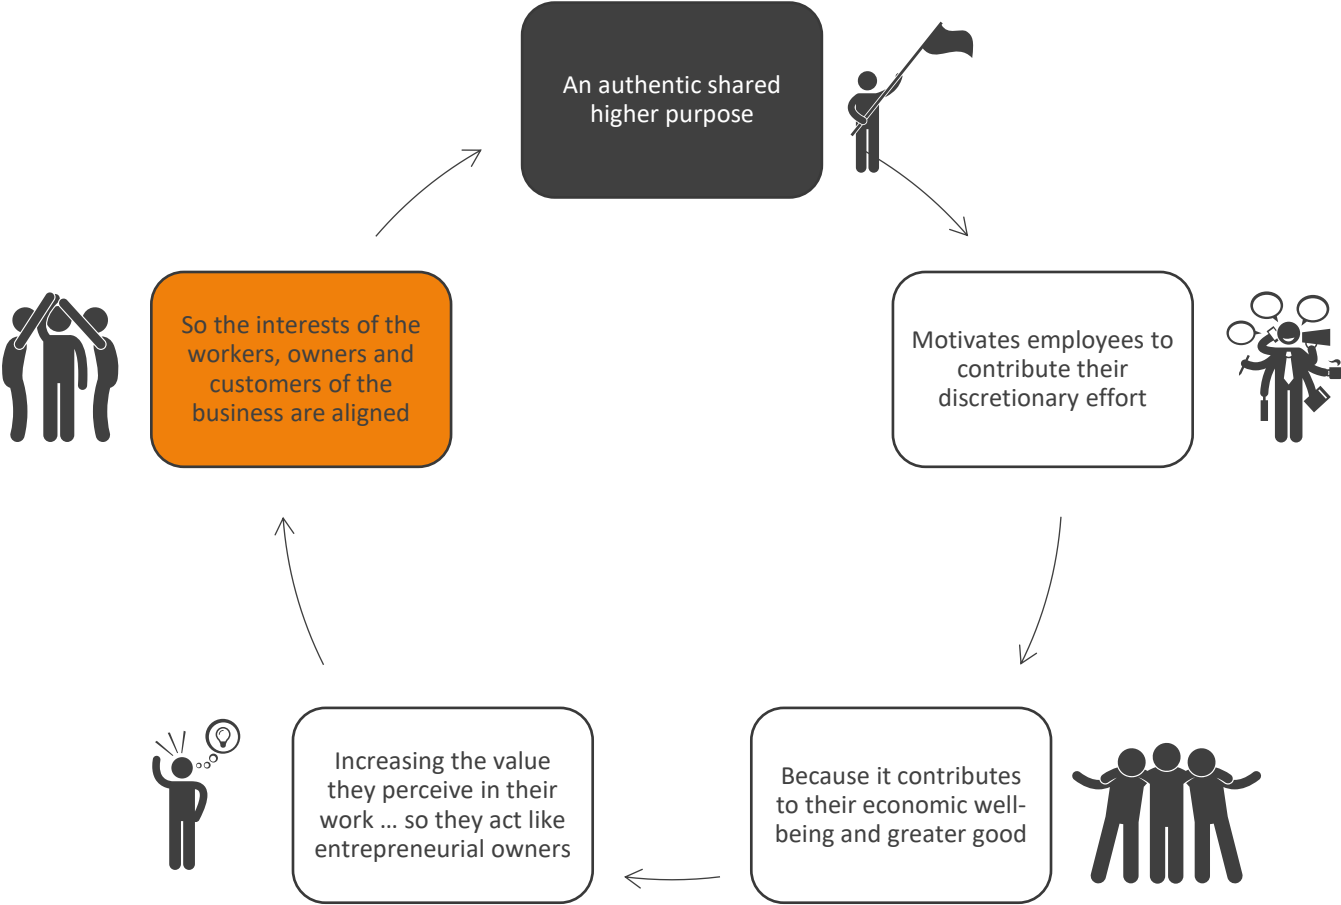 An authentic shared
higher purpose
Motivates employees to
contribute their
discretionary effort
Because it contributes
to their economic well-
being and greater good
Increasing the value
they perceive in their
work … so they act like
entrepreneurial owners
So the interests of the
workers, owners and
customers of the
business are aligned